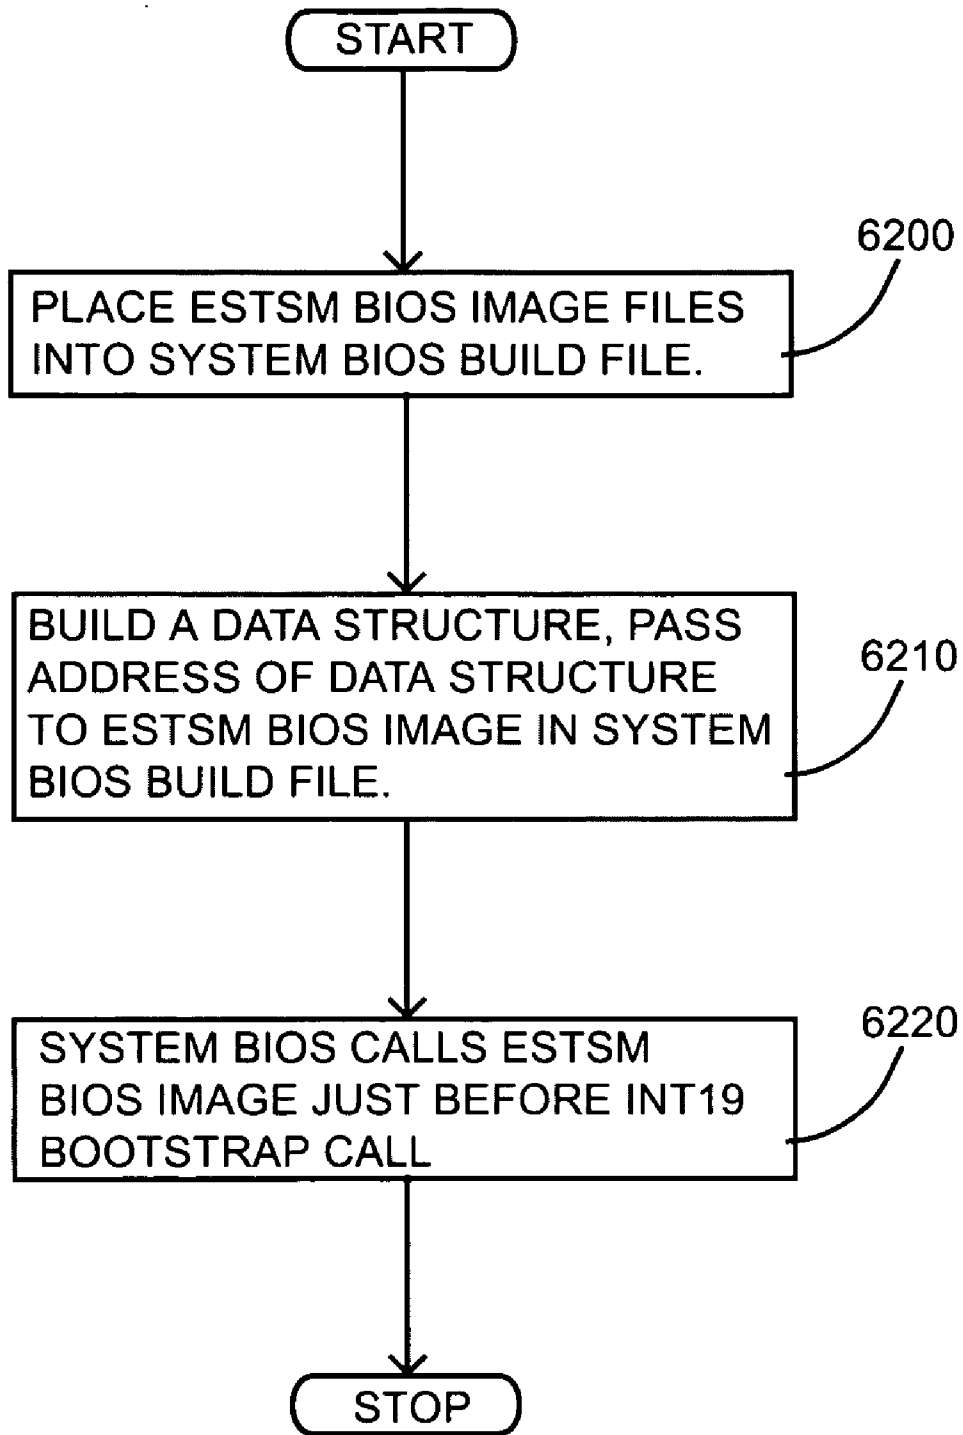 START
6200
PLACE ESTSM BIOS IMAGE FILES
INTO SYSTEM BIOS BUILD FILE.
6210
BUILD A DATA STRUCTURE, PASS
ADDRESS OF DATA STRUCTURE
TO ESTSM BIOS IMAGE IN SYSTEM
BIOS BUILD FILE.
6220
SYSTEM BIOS CALLS ESTSM
BIOS IMAGE JUST BEFORE INT19
BOOTSTRAP CALL
STOP